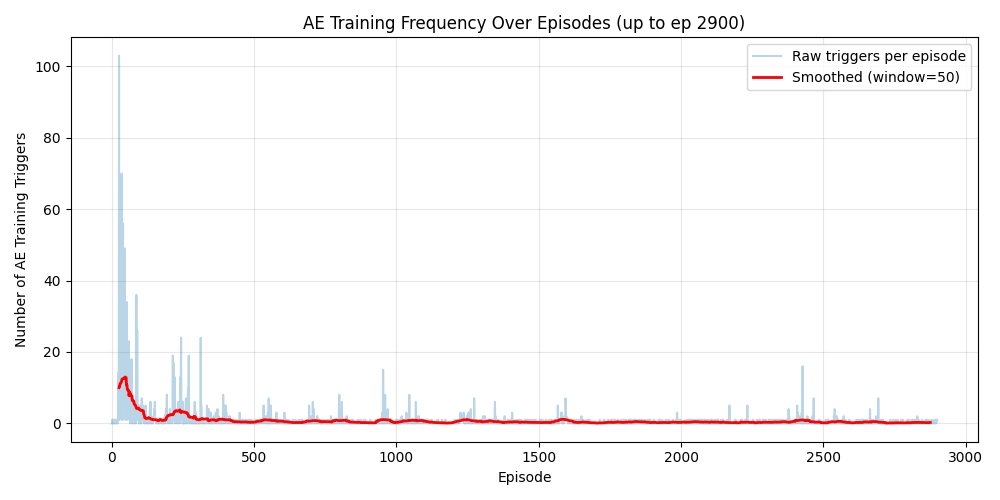 AE Training Frequency Over Episodes (up to ep 2900)
Raw triggers per episode
Smoothed (window=50)
Number of AE Training Triggers
100
80
60
40
20
0
0 500 1000 1500 2000 2500 3000
Episode